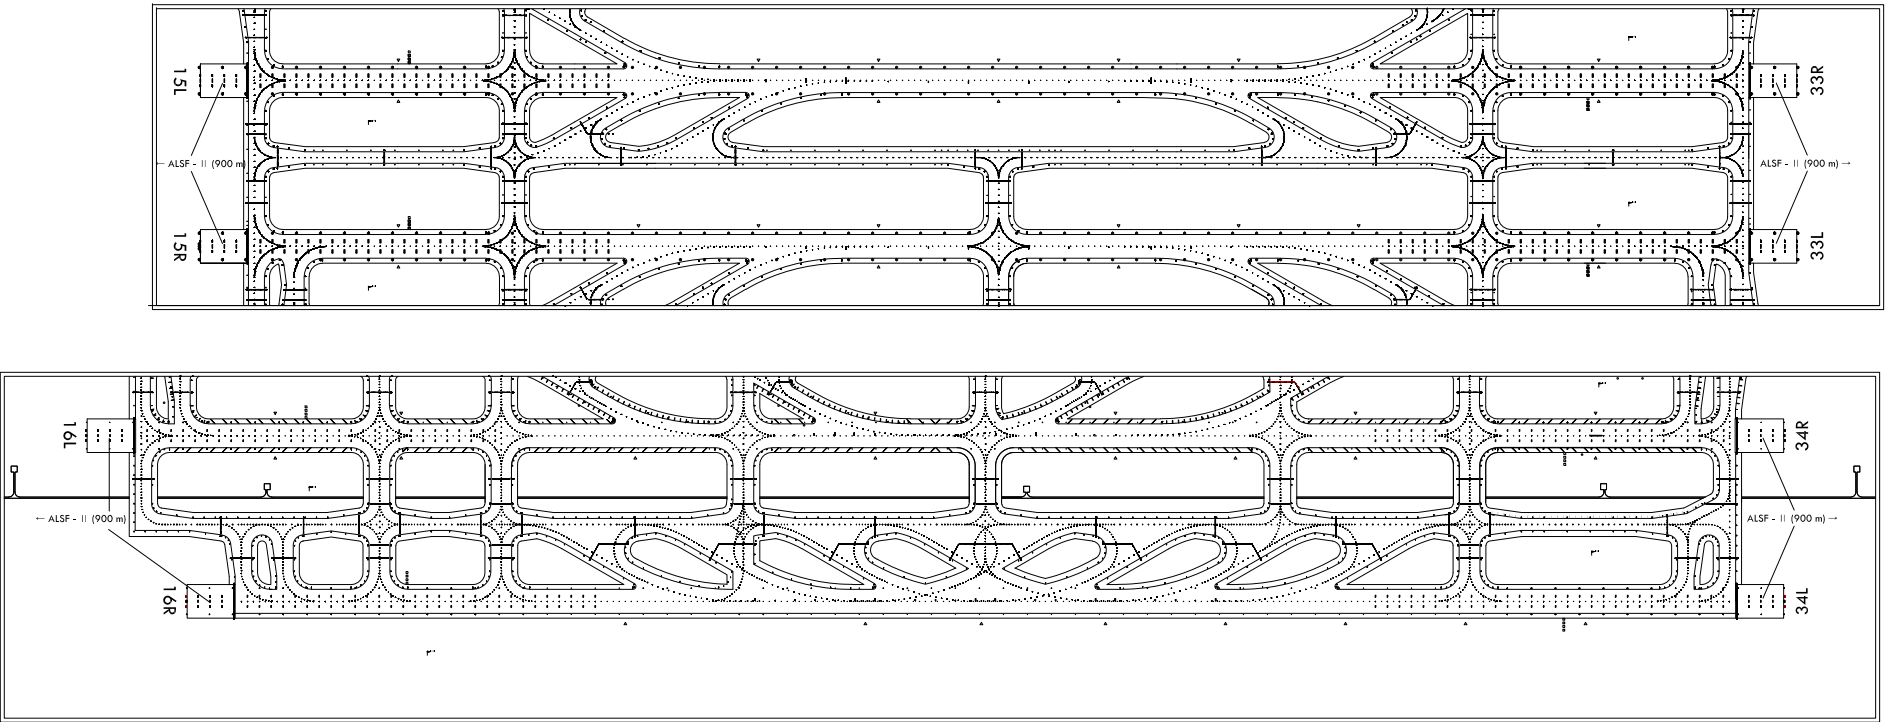 15L
33R
← ALSF - II (900 m)
ALSF - II (900 m) →
15R
33L
16L
34R
← ALSF - II (900 m)
ALSF - II (900 m) →
16R
34L